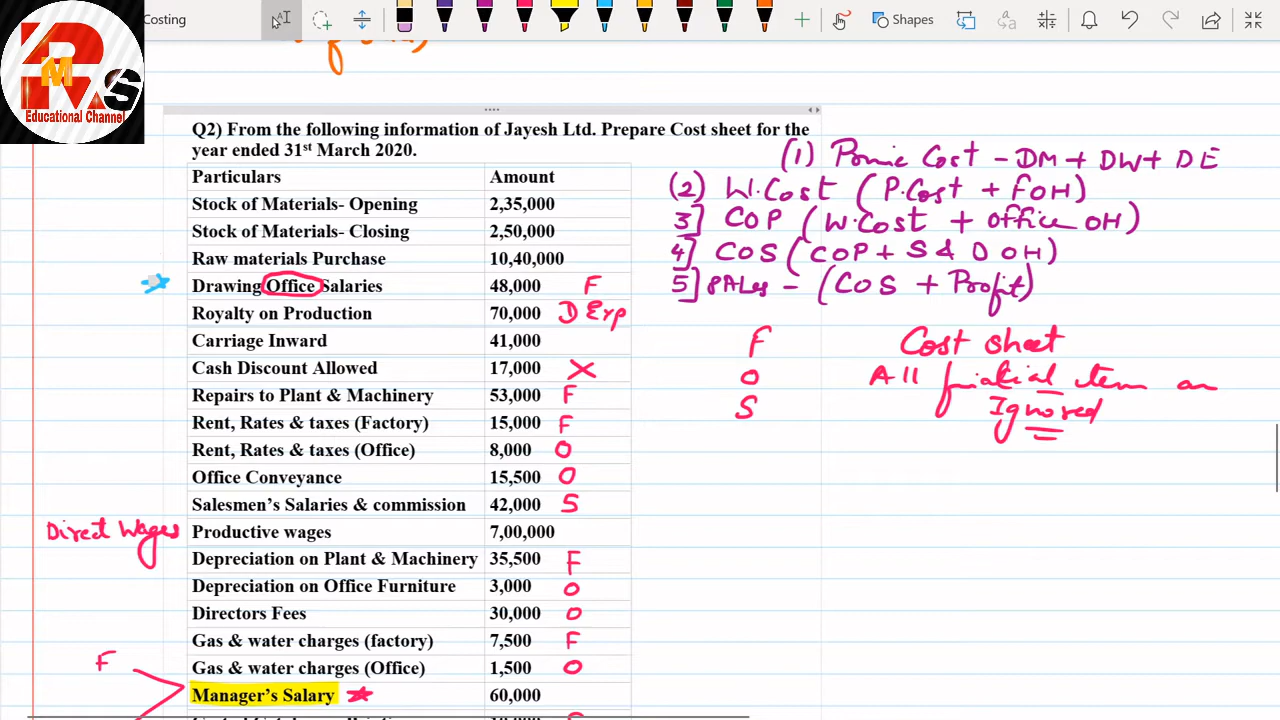 Costing
Shapes
R
M
S
Educational Channel
Q2) From the following information of Jayesh Ltd. Prepare Cost sheet for the
year ended 31st March 2020.
Particulars Amount
Stock of Materials- Opening 2,35,000
Stock of Materials- Closing 2,50,000
Raw materials Purchase 10,40,000
Drawing Office Salaries 48,000 F
Royalty on Production 70,000 D Exp
Carriage Inward 41,000
Cash Discount Allowed 17,000 X
Repairs to Plant & Machinery 53,000 F
Rent, Rates & taxes (Factory) 15,000 F
Rent, Rates & taxes (Office) 8,000 O
Office Conveyance 15,500 O
Salesmen's Salaries & commission 42,000 S
Direct Wages Productive wages 7,00,000
Depreciation on Plant & Machinery 35,500 F
Depreciation on Office Furniture 3,000 O
Directors Fees 30,000 O
Gas & water charges (factory) 7,500 F
Gas & water charges (Office) 1,500 O
F
Manager's Salary 60,000
(1) Prmie Cost - DM + DW + DE
(2) W.Cost (P.Cost + FOH)
3] COP (W.Cost + office OH)
4] COS (COP + S & D OH)
5] SALes - (COS + Profit)
F Cost sheet
O All item an
S Ignored